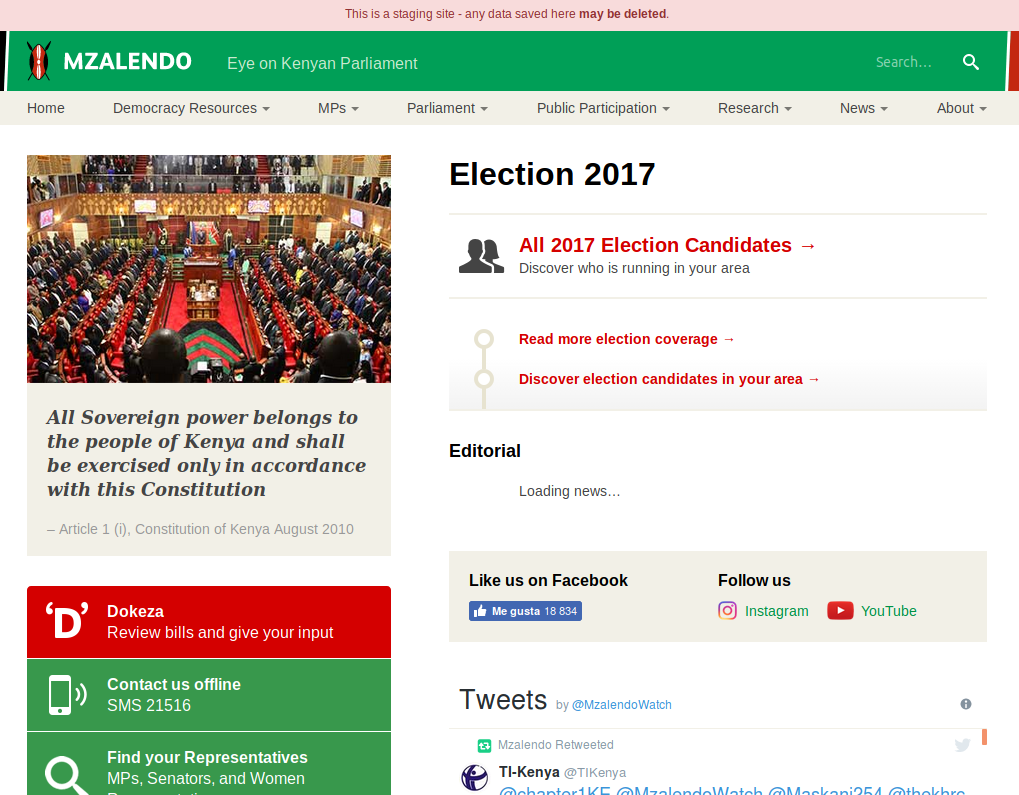 This is a staging site - any data saved here may be deleted.
MZALENDO
Eye on Kenyan Parliament
Search...
Home
Democracy Resources
MPs
Parliament
Public Participation
Research
News
About
All Sovereign power belongs to
the people of Kenya and shall
be exercised only in accordance
with this Constitution
– Article 1 (i), Constitution of Kenya August 2010
‘D’
Dokeza
Review bills and give your input
Contact us offline
SMS 21516
Find your Representatives
MPs, Senators, and Women
Election 2017
All 2017 Election Candidates →
Discover who is running in your area
Read more election coverage →
Discover election candidates in your area →
Editorial
Loading news…
Like us on Facebook
Me gusta 18 834
Follow us
Instagram
YouTube
Tweets by @MzalendoWatch
Mzalendo Retweeted
TI-Kenya @TIKenya
@chapter1KE @MzalendoWatch @Maskani254 @thekhrc